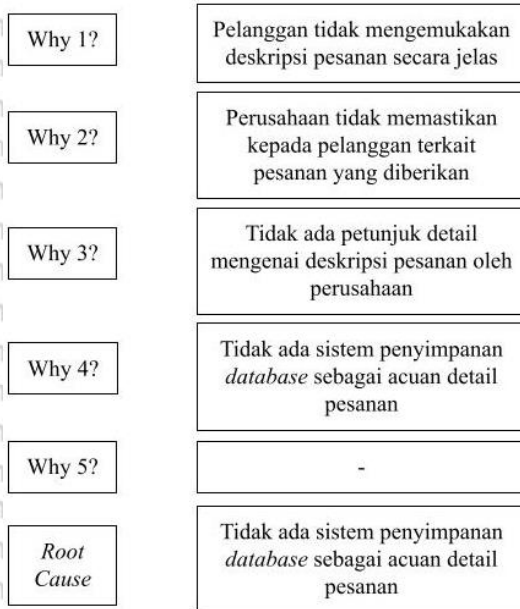 Why 1?
Pelanggan tidak mengemukakan
deskripsi pesanan secara jelas
Why 2?
Perusahaan tidak memastikan
kepada pelanggan terkait
pesanan yang diberikan
Why 3?
Tidak ada petunjuk detail
mengenai deskripsi pesanan oleh
perusahaan
Why 4?
Tidak ada sistem penyimpanan
database sebagai acuan detail
pesanan
Why 5?
-
Root
Cause
Tidak ada sistem penyimpanan
database sebagai acuan detail
pesanan